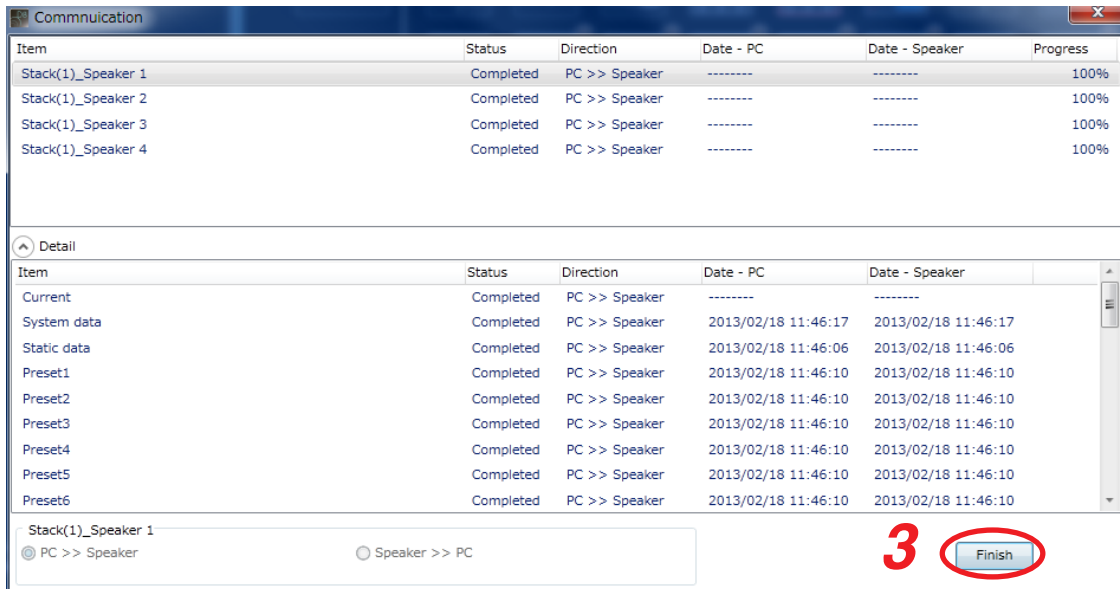 Commnuication
x
Item Status Direction Date - PC Date - Speaker Progress
Stack(1)_Speaker 1 Completed PC >> Speaker -------- -------- 100%
Stack(1)_Speaker 2 Completed PC >> Speaker -------- -------- 100%
Stack(1)_Speaker 3 Completed PC >> Speaker -------- -------- 100%
Stack(1)_Speaker 4 Completed PC >> Speaker -------- -------- 100%
Detail
Item Status Direction Date - PC Date - Speaker
Current Completed PC >> Speaker -------- --------
System data Completed PC >> Speaker 2013/02/18 11:46:17 2013/02/18 11:46:17
Static data Completed PC >> Speaker 2013/02/18 11:46:06 2013/02/18 11:46:06
Preset1 Completed PC >> Speaker 2013/02/18 11:46:10 2013/02/18 11:46:10
Preset2 Completed PC >> Speaker 2013/02/18 11:46:10 2013/02/18 11:46:10
Preset3 Completed PC >> Speaker 2013/02/18 11:46:10 2013/02/18 11:46:10
Preset4 Completed PC >> Speaker 2013/02/18 11:46:10 2013/02/18 11:46:10
Preset5 Completed PC >> Speaker 2013/02/18 11:46:10 2013/02/18 11:46:10
Preset6 Completed PC >> Speaker 2013/02/18 11:46:10 2013/02/18 11:46:10
Stack(1)_Speaker 1
PC >> Speaker Speaker >> PC 3 Finish